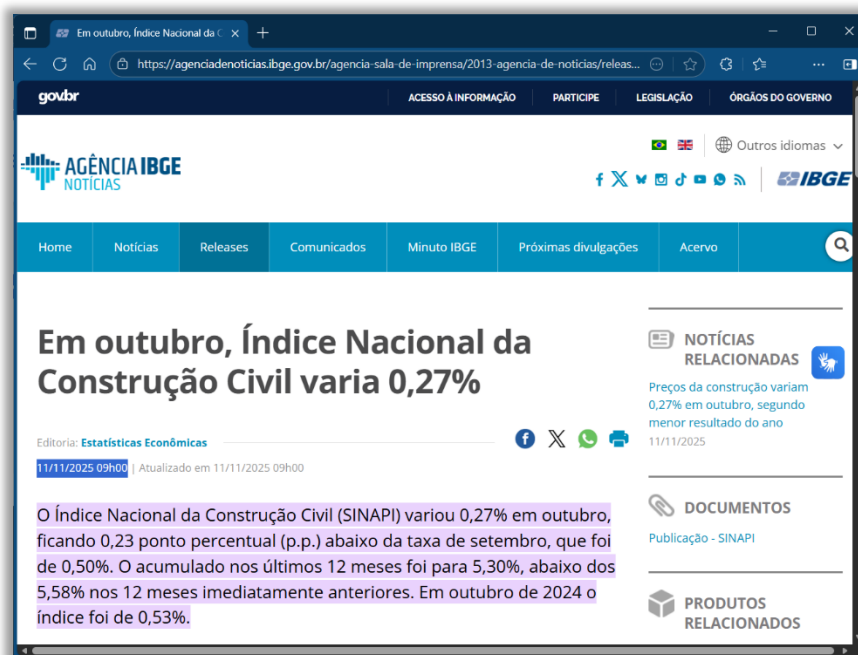 Em outubro, Índice Nacional da C
https://agenciadenoticias.ibge.gov.br/agencia-sala-de-imprensa/2013-agencia-de-noticias/releas...
govbr
ACESSO À INFORMAÇÃO PARTICIPE LEGISLAÇÃO ÓRGÃOS DO GOVERNO
Outros idiomas
AGÊNCIA IBGE
NOTÍCIAS
IBGE
Home Notícias Releases Comunicados Minuto IBGE Próximas divulgações Acervo
Em outubro, Índice Nacional da
Construção Civil varia 0,27%
Editoria: Estatísticas Econômicas
11/11/2025 09h00 | Atualizado em 11/11/2025 09h00
O Índice Nacional da Construção Civil (SINAPI) variou 0,27% em outubro,
ficando 0,23 ponto percentual (p.p.) abaixo da taxa de setembro, que foi
de 0,50%. O acumulado nos últimos 12 meses foi para 5,30%, abaixo dos
5,58% nos 12 meses imediatamente anteriores. Em outubro de 2024 o
índice foi de 0,53%.
NOTÍCIAS
RELACIONADAS
Preços da construção variam
0,27% em outubro, segundo
menor resultado do ano
11/11/2025
DOCUMENTOS
Publicação - SINAPI
PRODUTOS
RELACIONADOS